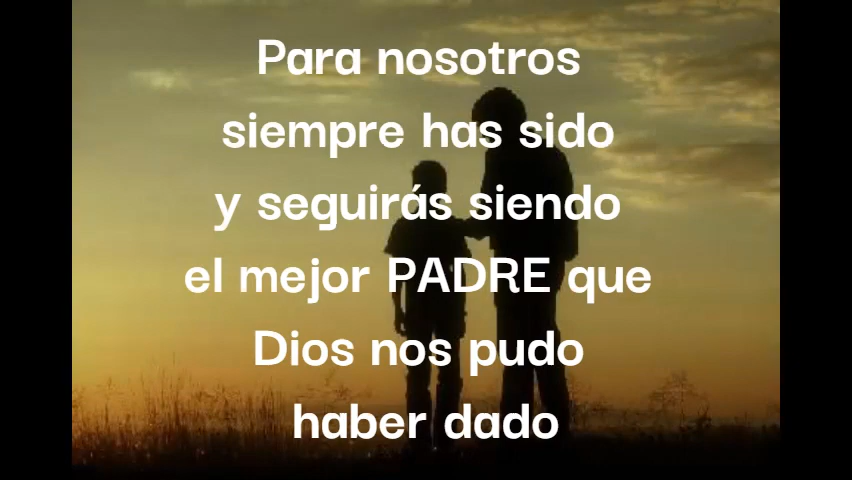 Para nosotros
siempre has sido
y seguirás siendo
el mejor PADRE que
Dios nos pudo
haber dado